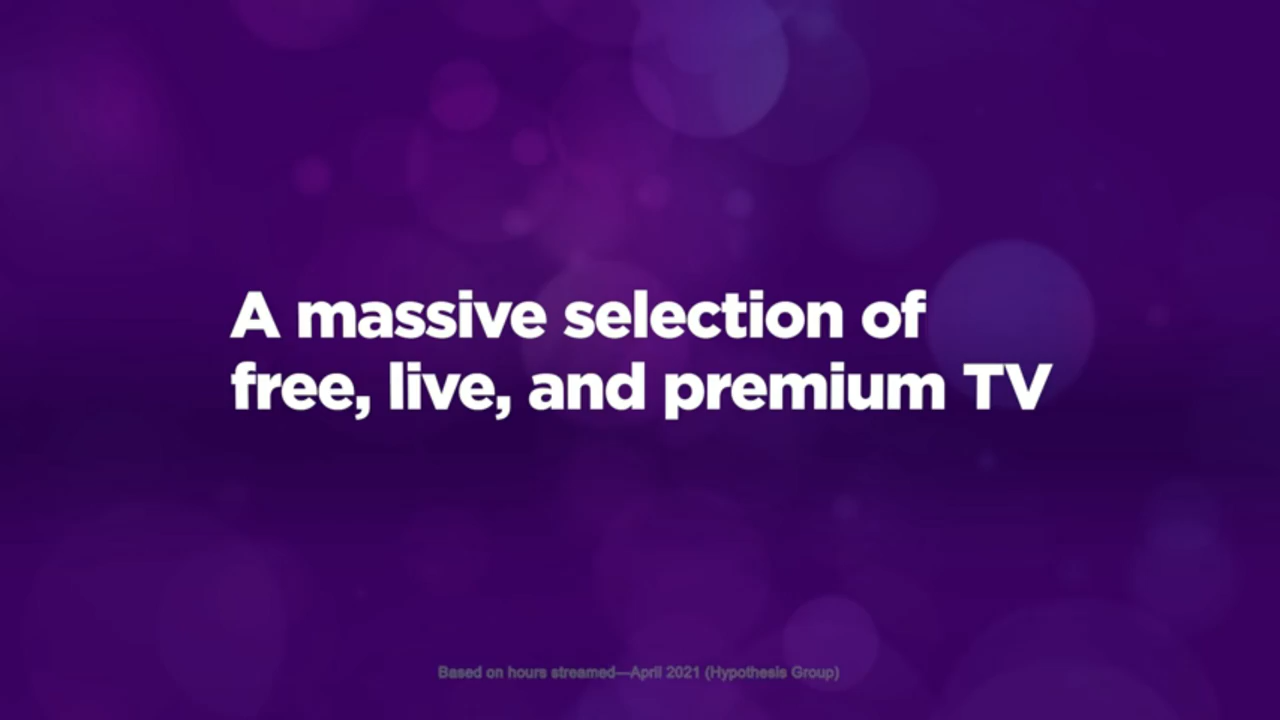 A massive selection of
free, live, and premium TV
Based on hours streamed—April 2021 (Hypothesis Group)